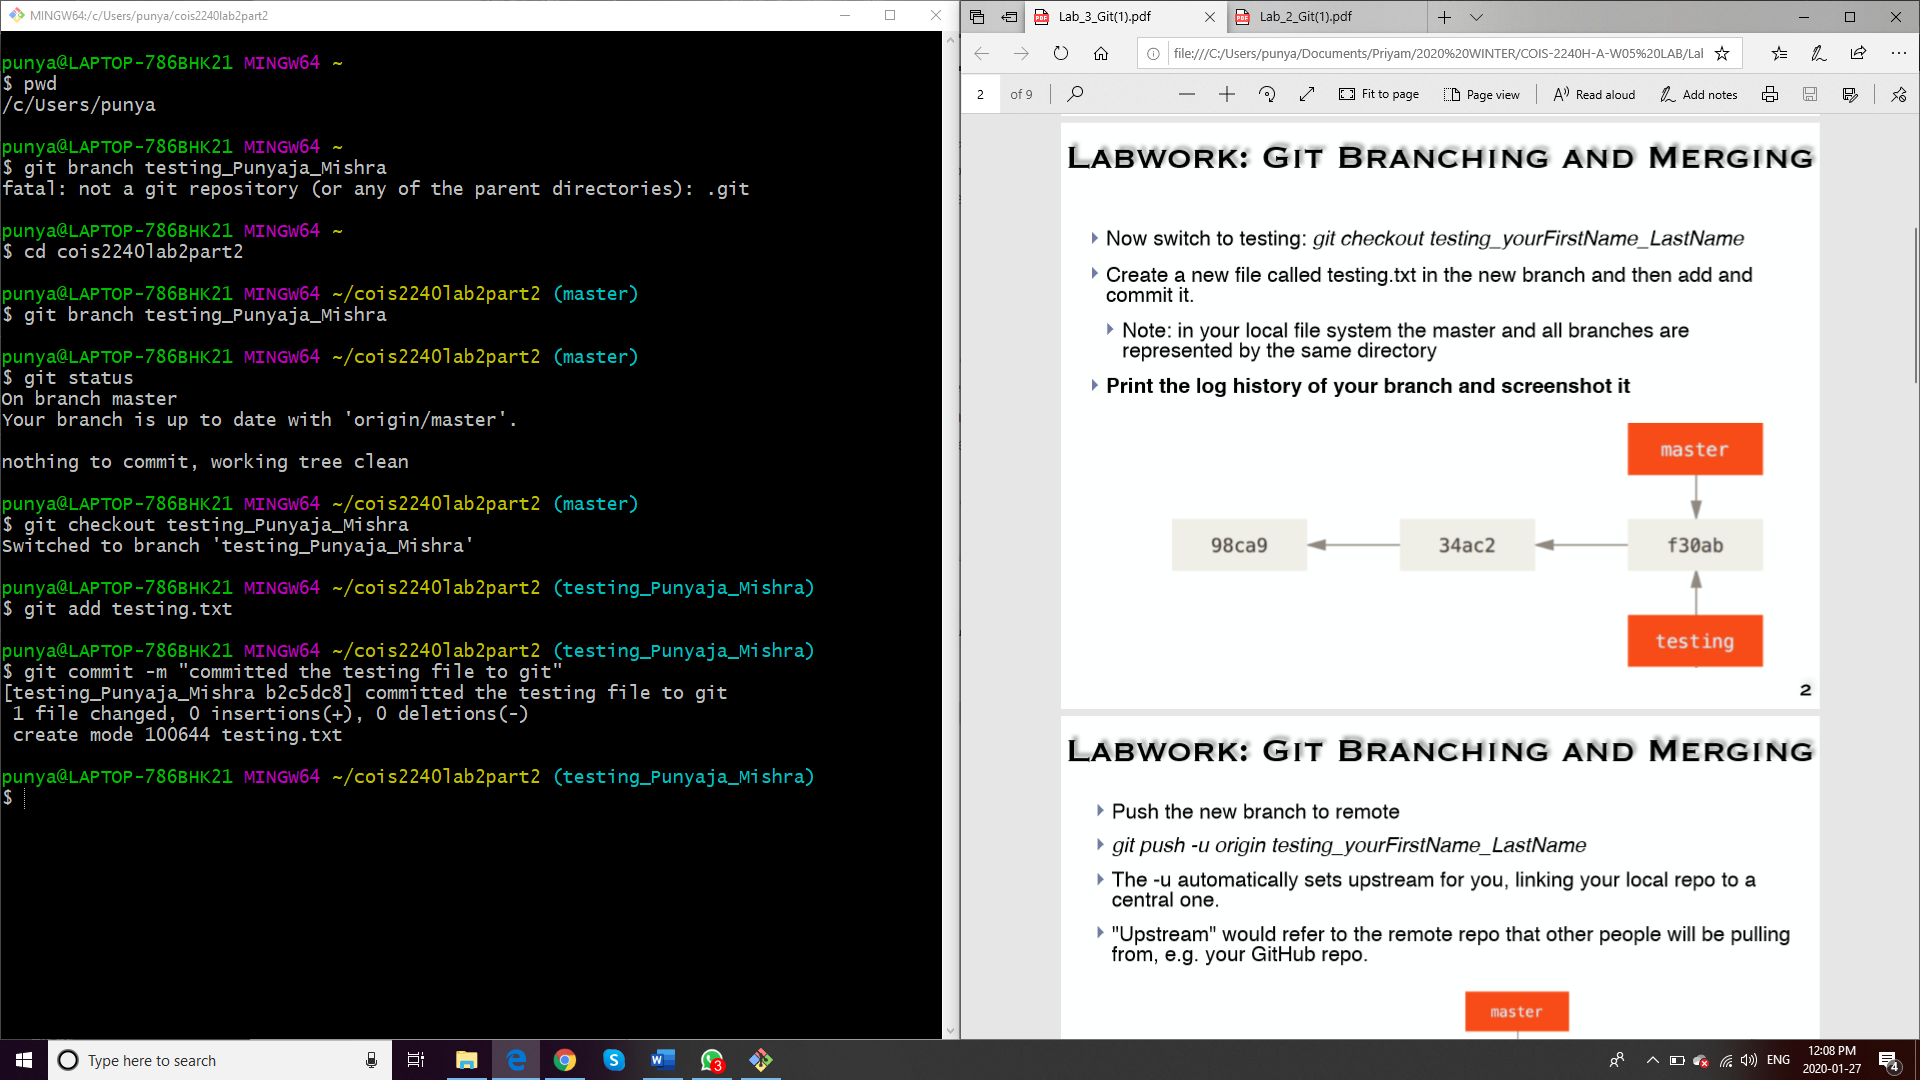 MINGW64:/c/Users/punya/cois2240lab2part2
punya@LAPTOP-786BHK21 MINGW64 ~
$ pwd
/c/Users/punya
punya@LAPTOP-786BHK21 MINGW64 ~
$ git branch testing_Punyaja_Mishra
fatal: not a git repository (or any of the parent directories): .git
punya@LAPTOP-786BHK21 MINGW64 ~
$ cd cois2240lab2part2
punya@LAPTOP-786BHK21 MINGW64 ~/cois2240lab2part2 (master)
$ git branch testing_Punyaja_Mishra
punya@LAPTOP-786BHK21 MINGW64 ~/cois2240lab2part2 (master)
$ git status
On branch master
Your branch is up to date with 'origin/master'.
nothing to commit, working tree clean
punya@LAPTOP-786BHK21 MINGW64 ~/cois2240lab2part2 (master)
$ git checkout testing_Punyaja_Mishra
Switched to branch 'testing_Punyaja_Mishra'
punya@LAPTOP-786BHK21 MINGW64 ~/cois2240lab2part2 (testing_Punyaja_Mishra)
$ git add testing.txt
punya@LAPTOP-786BHK21 MINGW64 ~/cois2240lab2part2 (testing_Punyaja_Mishra)
$ git commit -m "committed the testing file to git"
[testing_Punyaja_Mishra b2c5dc8] committed the testing file to git
1 file changed, 0 insertions(+), 0 deletions(-)
create mode 100644 testing.txt
punya@LAPTOP-786BHK21 MINGW64 ~/cois2240lab2part2 (testing_Punyaja_Mishra)
$
Lab_3_Git(1).pdf
Lab_2_Git(1).pdf
file:///C:/Users/punya/Documents/Priyam/2020%20WINTER/COIS-2240H-A-W05%20LAB/Lal
2 of 9
Fit to page
Page view
Read aloud
Add notes
Labwork: Git Branching and Merging
Now switch to testing: git checkout testing_yourFirstName_LastName
Create a new file called testing.txt in the new branch and then add and
commit it.
Note: in your local file system the master and all branches are
represented by the same directory
Print the log history of your branch and screenshot it
master
98ca9
34ac2
f30ab
testing
2
Labwork: Git Branching and Merging
Push the new branch to remote
git push -u origin testing_yourFirstName_LastName
The -u automatically sets upstream for you, linking your local repo to a
central one.
"Upstream" would refer to the remote repo that other people will be pulling
from, e.g. your GitHub repo.
master
Type here to search
3
ENG
12:08 PM
2020-01-27
4